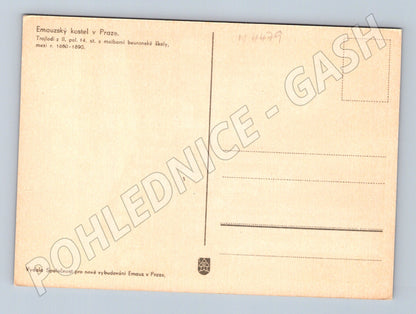 Emauzský kostel v Praze.
Trojlodí z II. pol. 14. st. s malbami beuronské školy,
mezi r. 1880-1890.
M 4479
POHLEDNICE - GASH
Vydala Společnost pro nové vybudování Emauz v Praze.